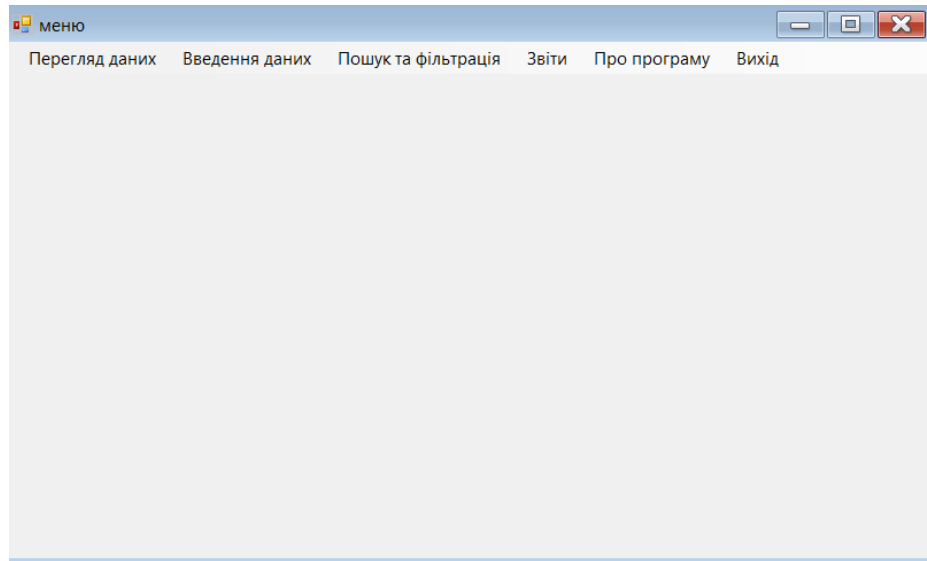 меню
Перегляд даних Введення даних Пошук та фільтрація Звіти Про програму Вихід